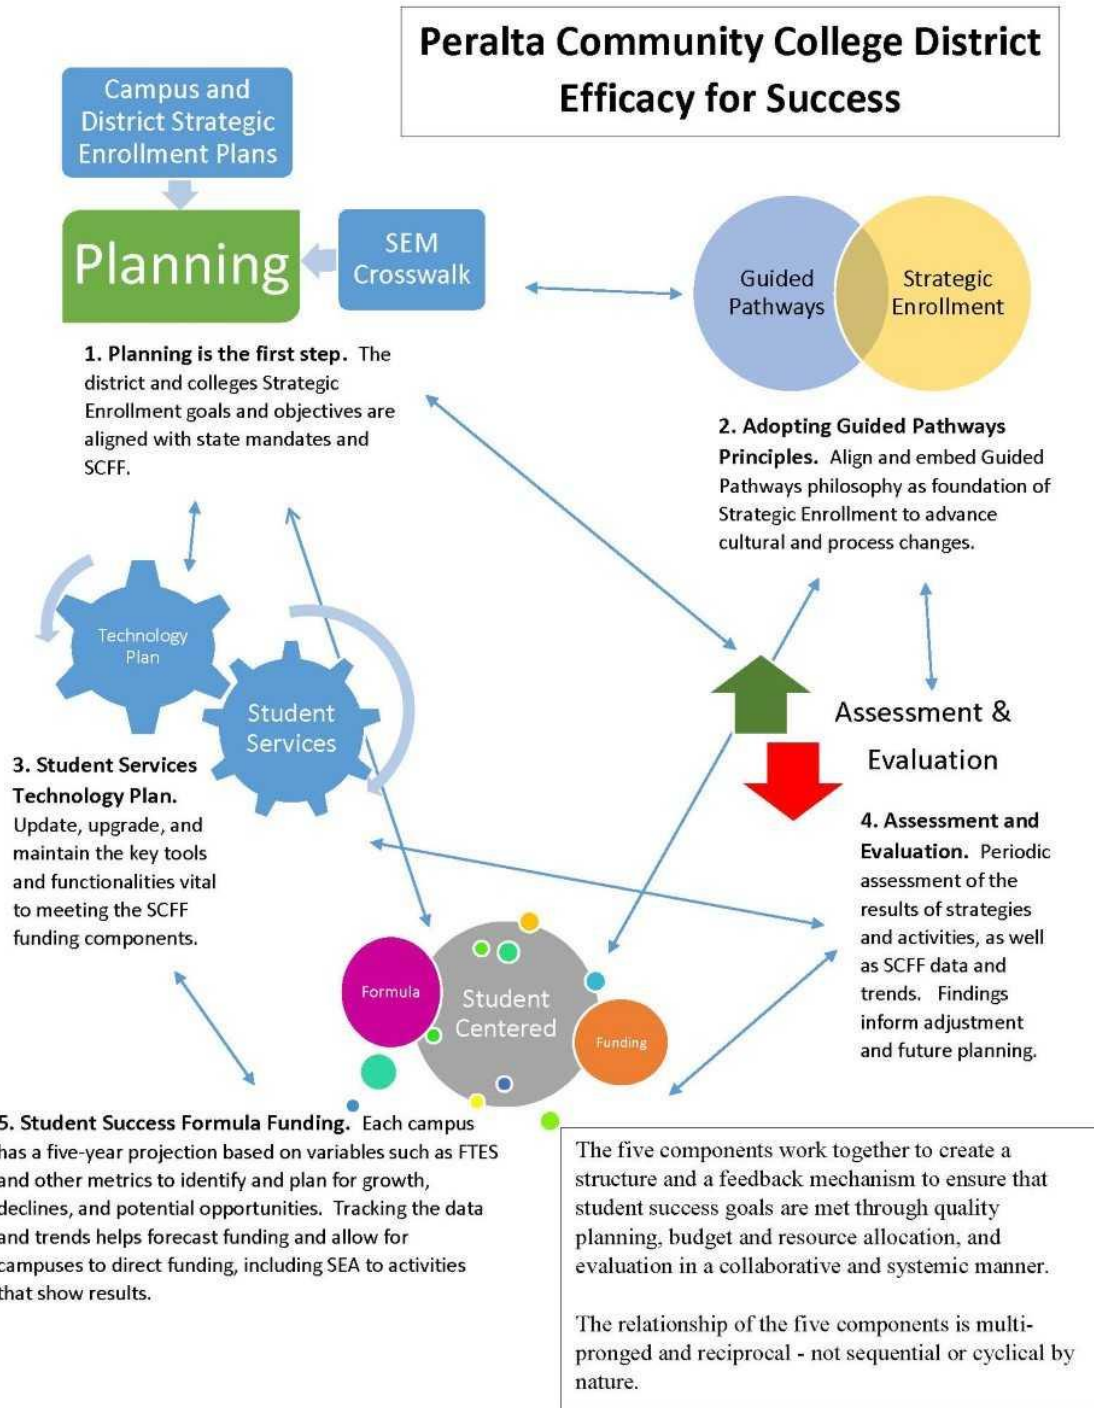 Peralta Community College District
Efficacy for Success
Campus and
District Strategic
Enrollment Plans
Planning
SEM
Crosswalk
Guided
Pathways
Strategic
Enrollment
1. Planning is the first step. The
district and colleges Strategic
Enrollment goals and objectives are
aligned with state mandates and
SCFF.
2. Adopting Guided Pathways
Principles. Align and embed Guided
Pathways philosophy as foundation of
Strategic Enrollment to advance
cultural and process changes.
Technology
Plan
Student
Services
3. Student Services
Technology Plan.
Update, upgrade, and
maintain the key tools
and functionalities vital
to meeting the SCFF
funding components.
Assessment &
Evaluation
4. Assessment and
Evaluation. Periodic
assessment of the
results of strategies
and activities, as well
as SCFF data and
trends. Findings
inform adjustment
and future planning.
Formula
Student
Centered
Funding
5. Student Success Formula Funding. Each campus
has a five-year projection based on variables such as FTES
and other metrics to identify and plan for growth,
declines, and potential opportunities. Tracking the data
and trends helps forecast funding and allow for
campuses to direct funding, including SEA to activities
that show results.
The five components work together to create a
structure and a feedback mechanism to ensure that
student success goals are met through quality
planning, budget and resource allocation, and
evaluation in a collaborative and systemic manner.
The relationship of the five components is multi-
pronged and reciprocal - not sequential or cyclical by
nature.